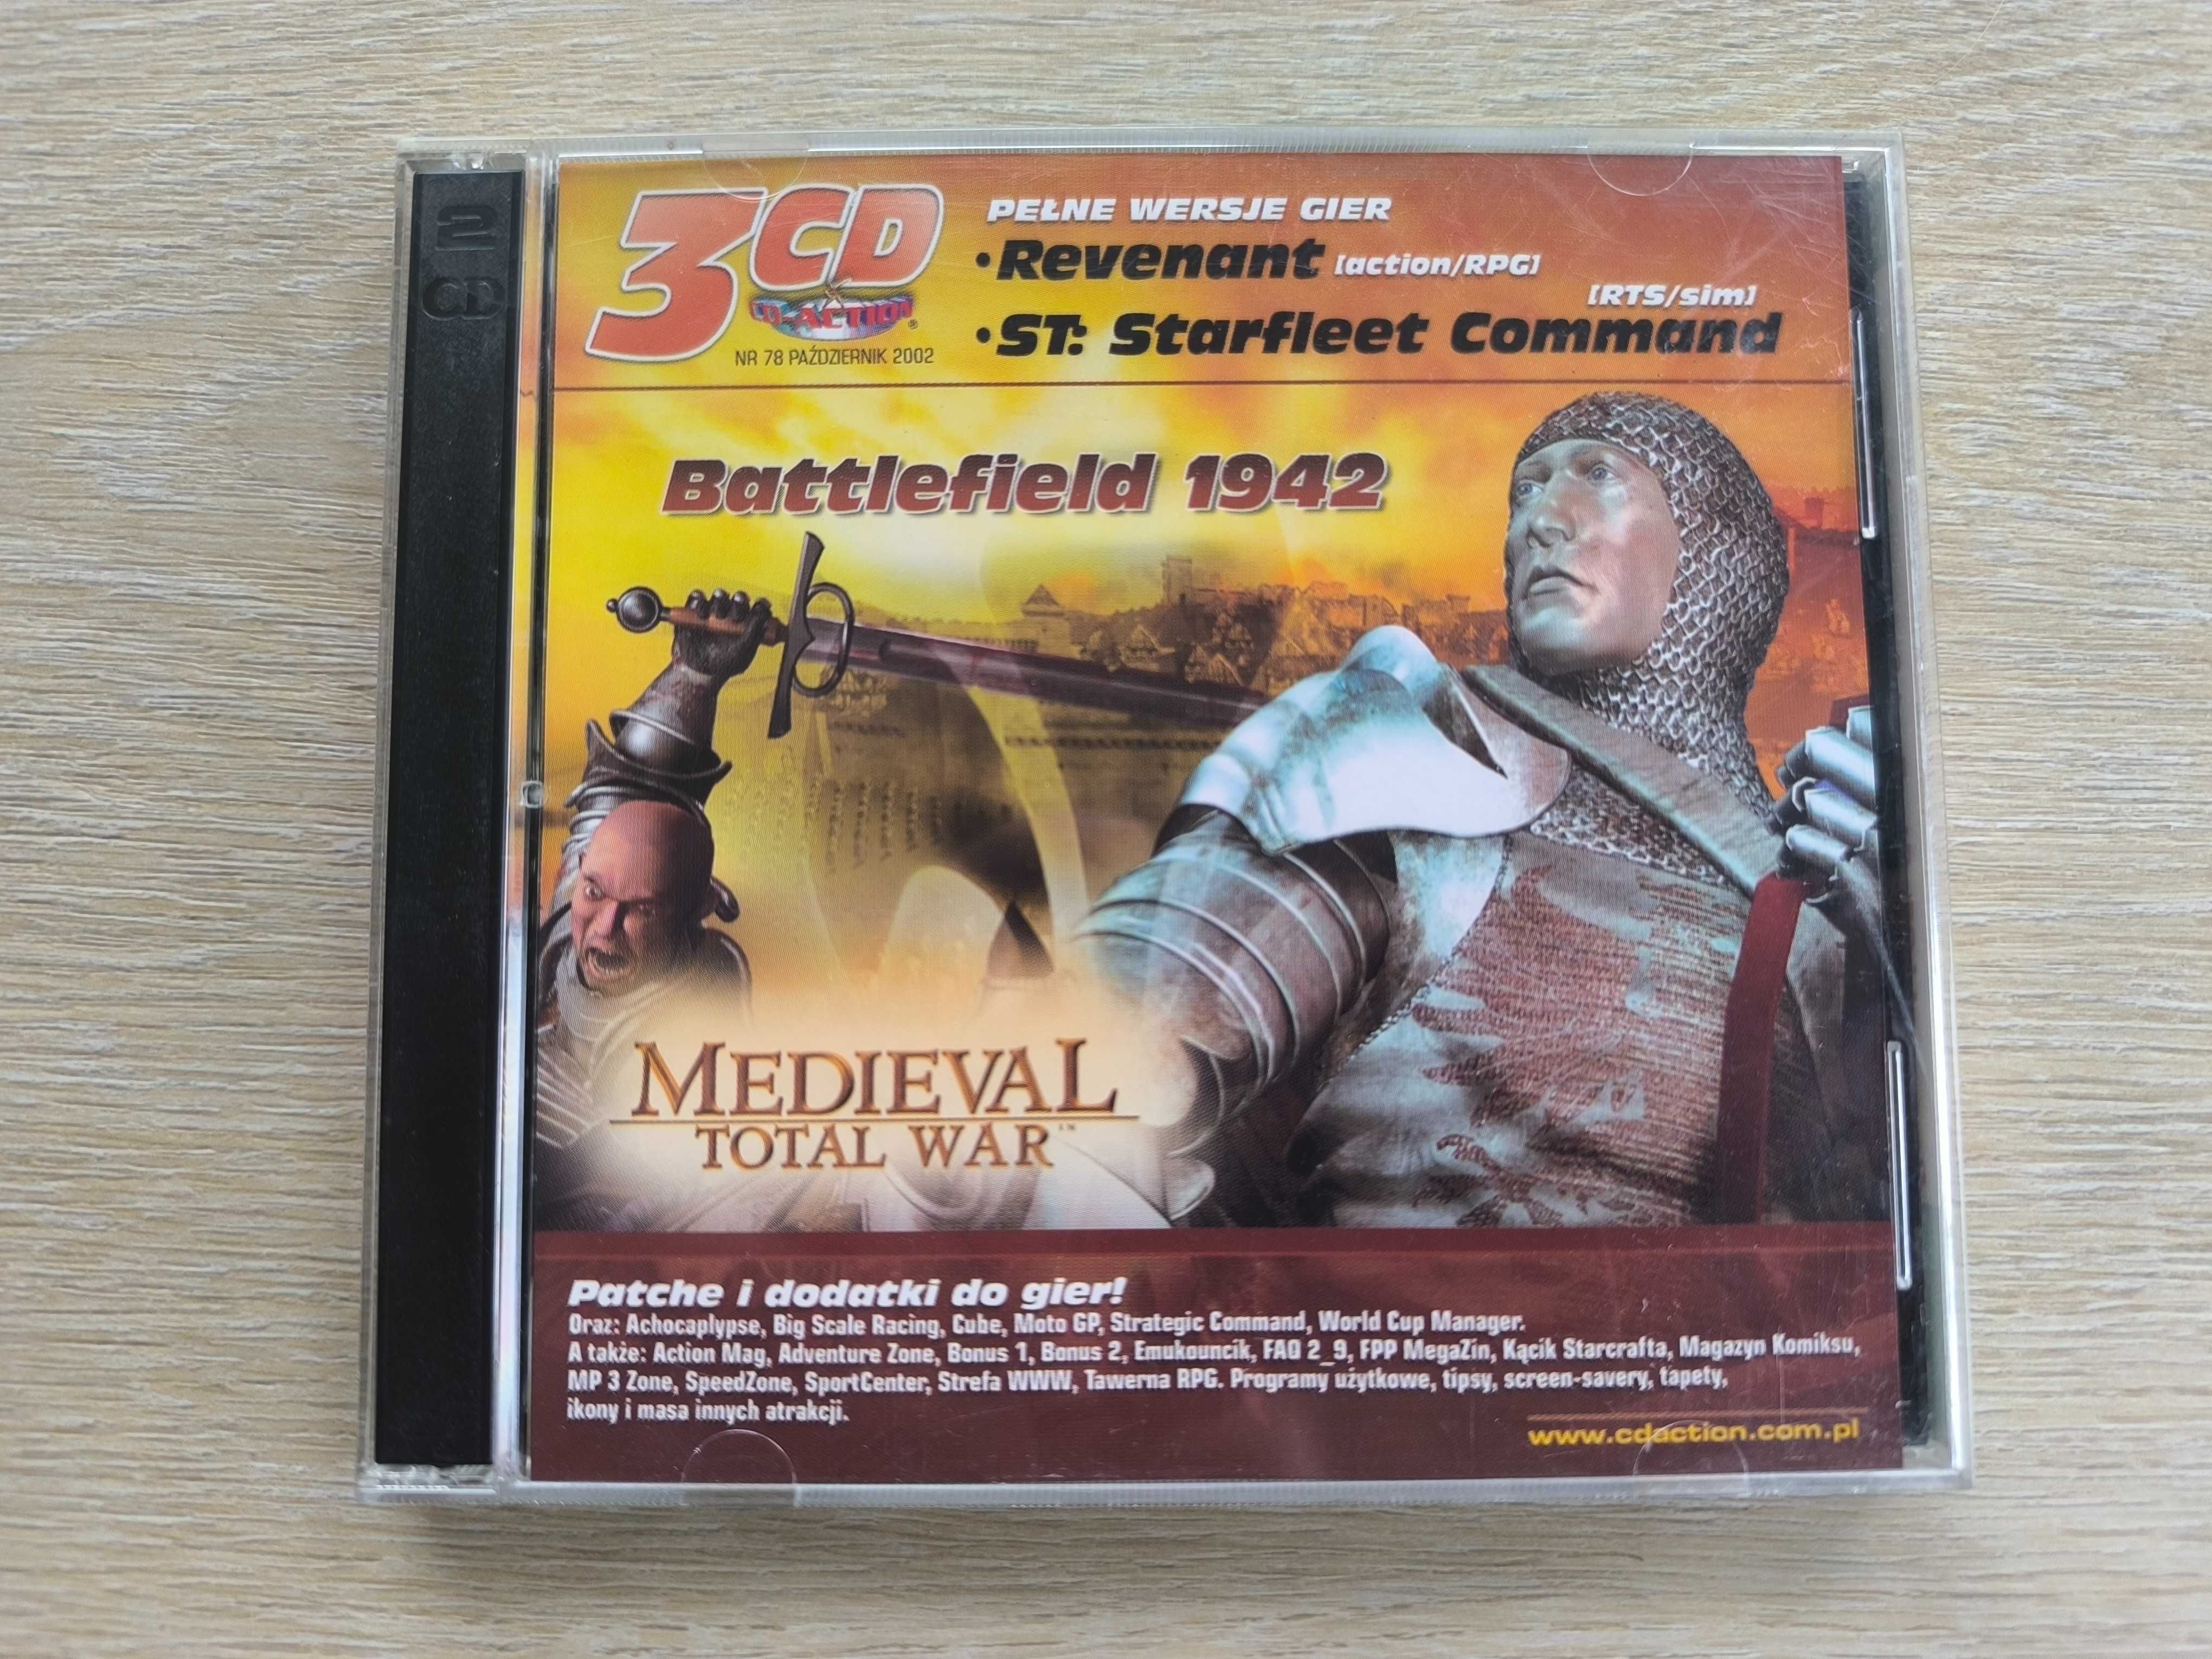 2
CD
3CD
CD-ACTION®
NR 78 PAŹDZIERNIK 2002
PEŁNE WERSJE GIER
•Revenant [action/RPG]
[RTS/sim]
•ST: Starfleet Command
Battlefield 1942
MEDIEVAL
TOTAL WAR™
Patche i dodatki do gier!
Oraz: Achocaplypse, Big Scale Racing, Cube, Moto GP, Strategic Command, World Cup Manager.
A także: Action Mag, Adventure Zone, Bonus 1, Bonus 2, Emukouncik, FAQ 2_9, FPP MegaZin, Kącik Starcrafta, Magazyn Komiksu,
MP 3 Zone, SpeedZone, SportCenter, Strefa WWW, Tawerna RPG. Programy użytkowe, tipsy, screen-savery, tapety,
ikony i masa innych atrakcji.
www.cdaction.com.pl